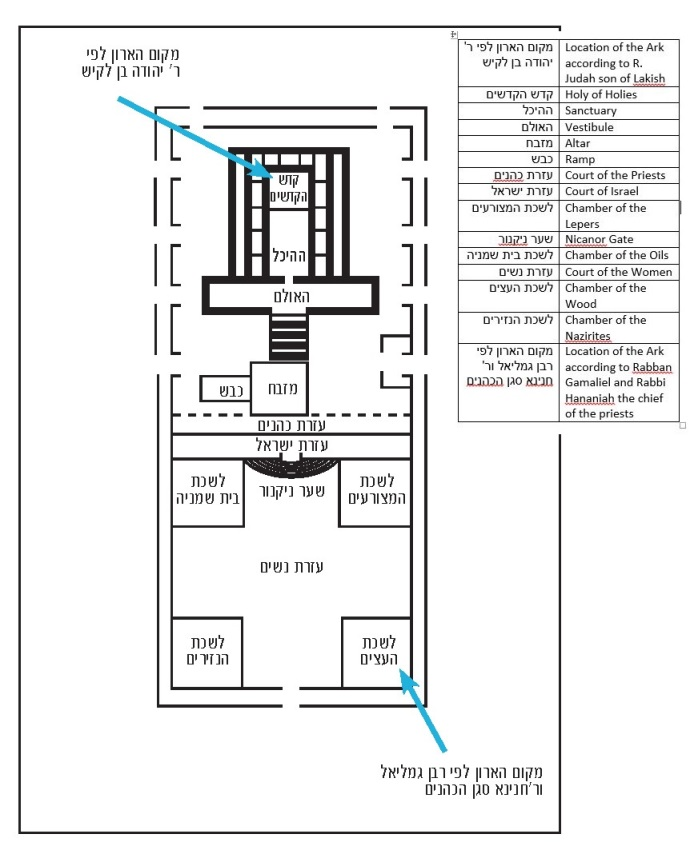 מקום הארון לפי
ר' יהודה בן לקיש
קדש
הקדשים
ההיכל
האולם
מזבח
כבש
עזרת כהנים
עזרת ישראל
לשכת
המצורעים
שער ניקנור
לשכת
בית שמניה
עזרת נשים
לשכת
העצים
לשכת
הנזירים
מקום הארון לפי רבן גמליאל
ור'חנינא סגן הכהנים
מקום הארון לפי ר'
יהודה בן לקיש
Location of the Ark
according to R.
Judah son of Lakish
קדש הקדשים
Holy of Holies
ההיכל
Sanctuary
האולם
Vestibule
מזבח
Altar
כבש
Ramp
עזרת כהנים
Court of the Priests
עזרת ישראל
Court of Israel
לשכת המצורעים
Chamber of the
Lepers
שער ניקנור
Nicanor Gate
לשכת בית שמניה
Chamber of the Oils
עזרת נשים
Court of the Women
לשכת העצים
Chamber of the
Wood
לשכת הנזירים
Chamber of the
Nazirites
מקום הארון לפי
רבן גמליאל ור'
חנינא סגן הכהנים
Location of the Ark
according to Rabban
Gamaliel and Rabbi
Hananiah the chief
of the priests